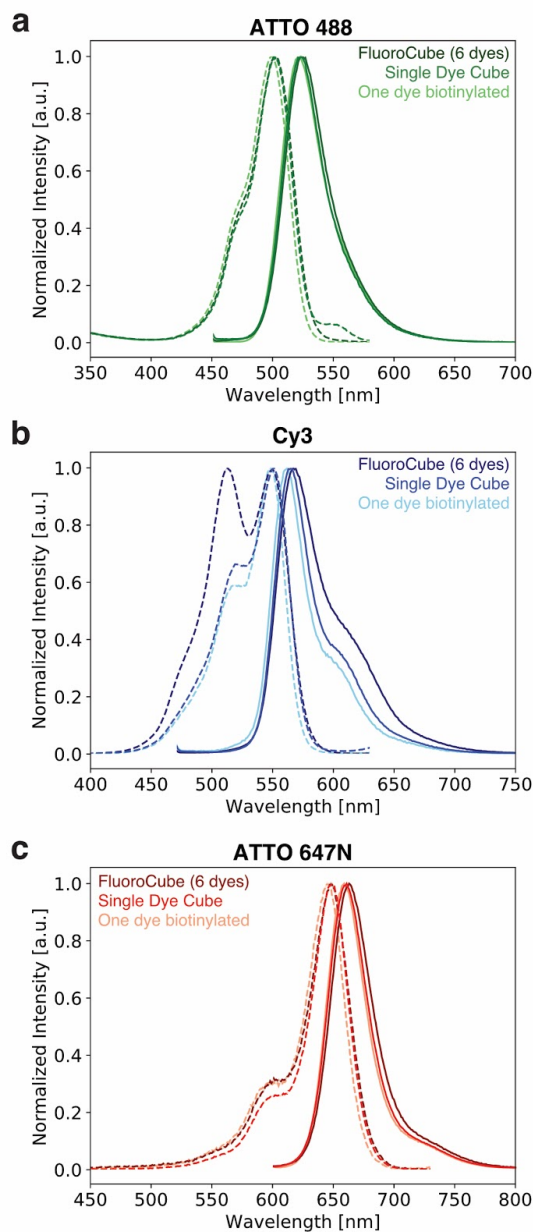 a
ATTO 488
FluoroCube (6 dyes)
Single Dye Cube
One dye biotinylated
Normalized Intensity [a.u.]
1.0
0.8
0.6
0.4
0.2
0.0
350 400 450 500 550 600 650 700
Wavelength [nm]
b
Cy3
FluoroCube (6 dyes)
Single Dye Cube
One dye biotinylated
Normalized Intensity [a.u.]
1.0
0.8
0.6
0.4
0.2
0.0
400 450 500 550 600 650 700 750
Wavelength [nm]
c
ATTO 647N
FluoroCube (6 dyes)
Single Dye Cube
One dye biotinylated
Normalized Intensity [a.u.]
1.0
0.8
0.6
0.4
0.2
0.0
450 500 550 600 650 700 750 800
Wavelength [nm]